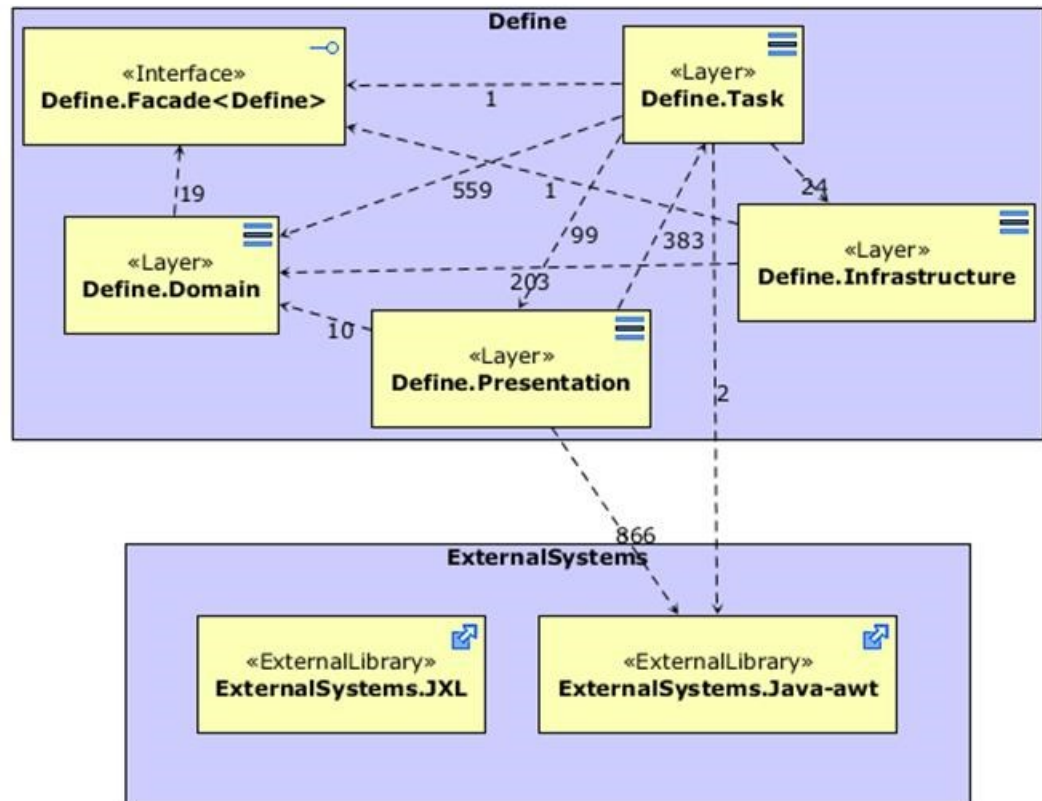 Define
«Interface»
Define.Facade<Define>
«Layer»
Define.Task
1
559
1
24
19
99
383
«Layer»
Define.Domain
«Layer»
Define.Infrastructure
203
10
«Layer»
Define.Presentation
2
866
ExternalSystems
«ExternalLibrary»
ExternalSystems.JXL
«ExternalLibrary»
ExternalSystems.Java-awt